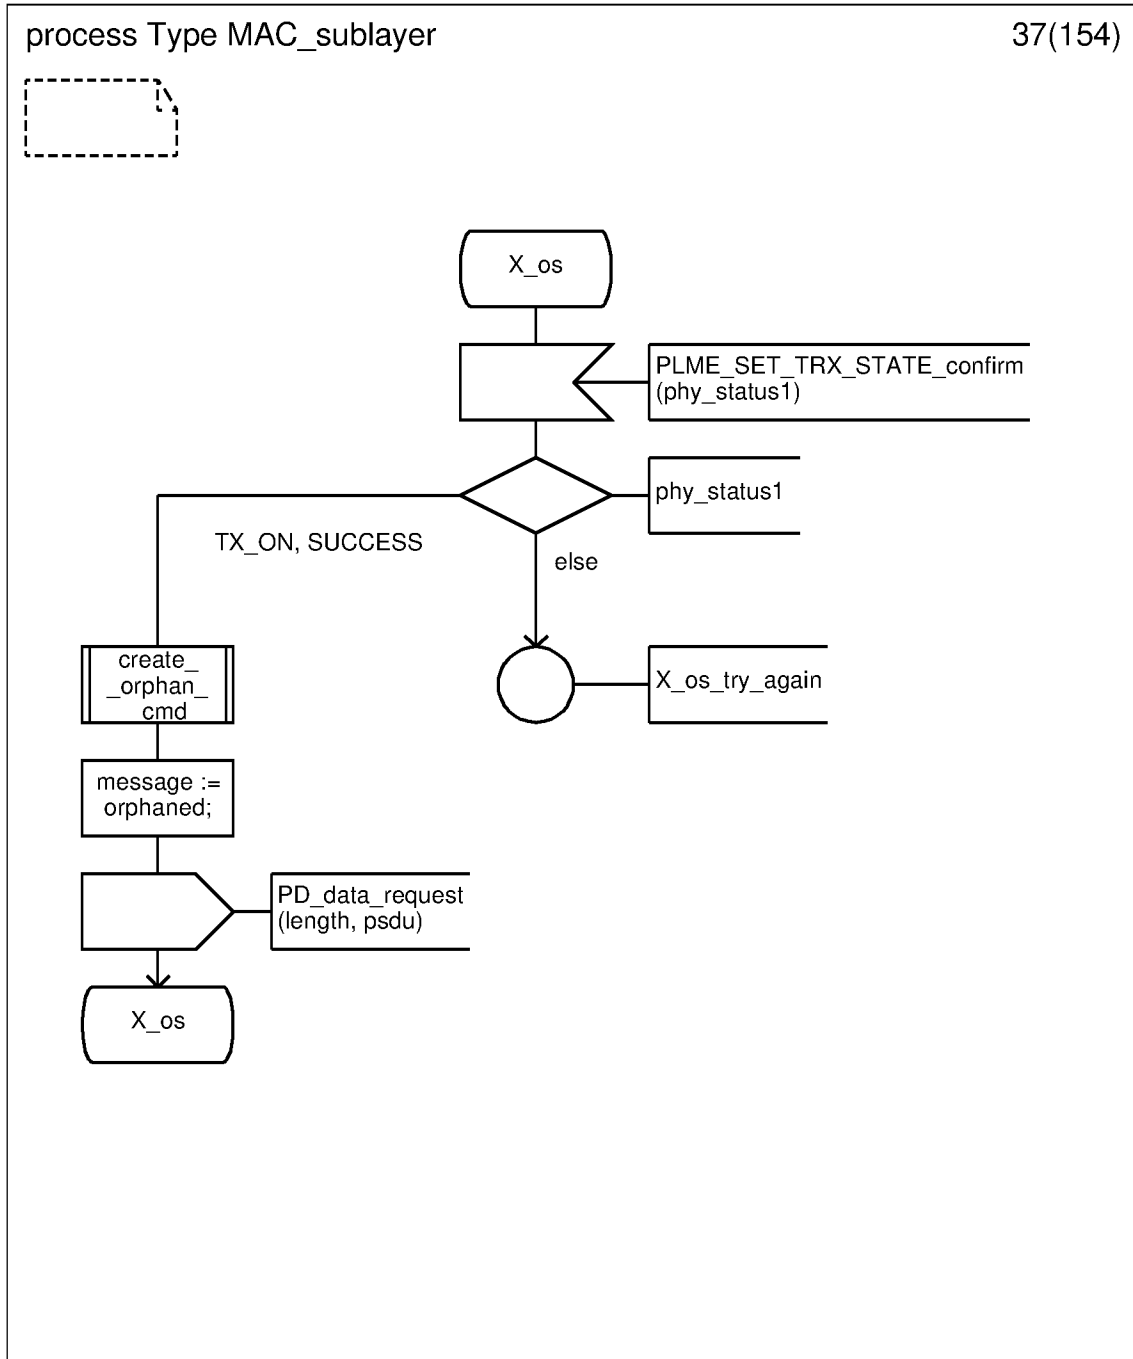 process Type MAC_sublayer
37(154)
X_os
PLME_SET_TRX_STATE_confirm
(phy_status1)
phy_status1
TX_ON, SUCCESS
else
create_
_orphan_
cmd
X_os_try_again
message :=
orphaned;
PD_data_request
(length, psdu)
X_os